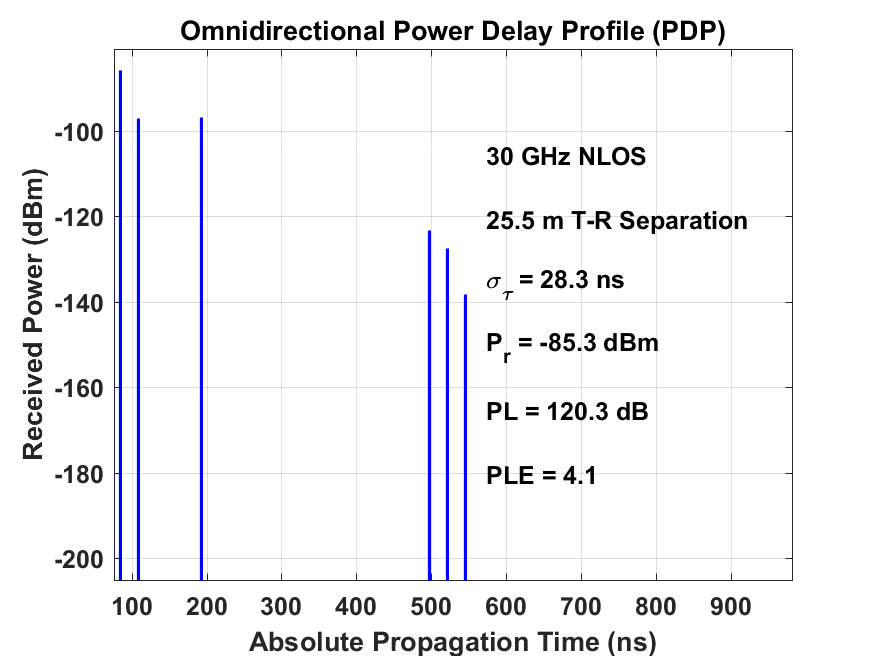 Omnidirectional Power Delay Profile (PDP)
Received Power (dBm)
-100
-120
-140
-160
-180
-200
30 GHz NLOS
25.5 m T-R Separation
σ_τ = 28.3 ns
P_r = -85.3 dBm
PL = 120.3 dB
PLE = 4.1
100 200 300 400 500 600 700 800 900
Absolute Propagation Time (ns)